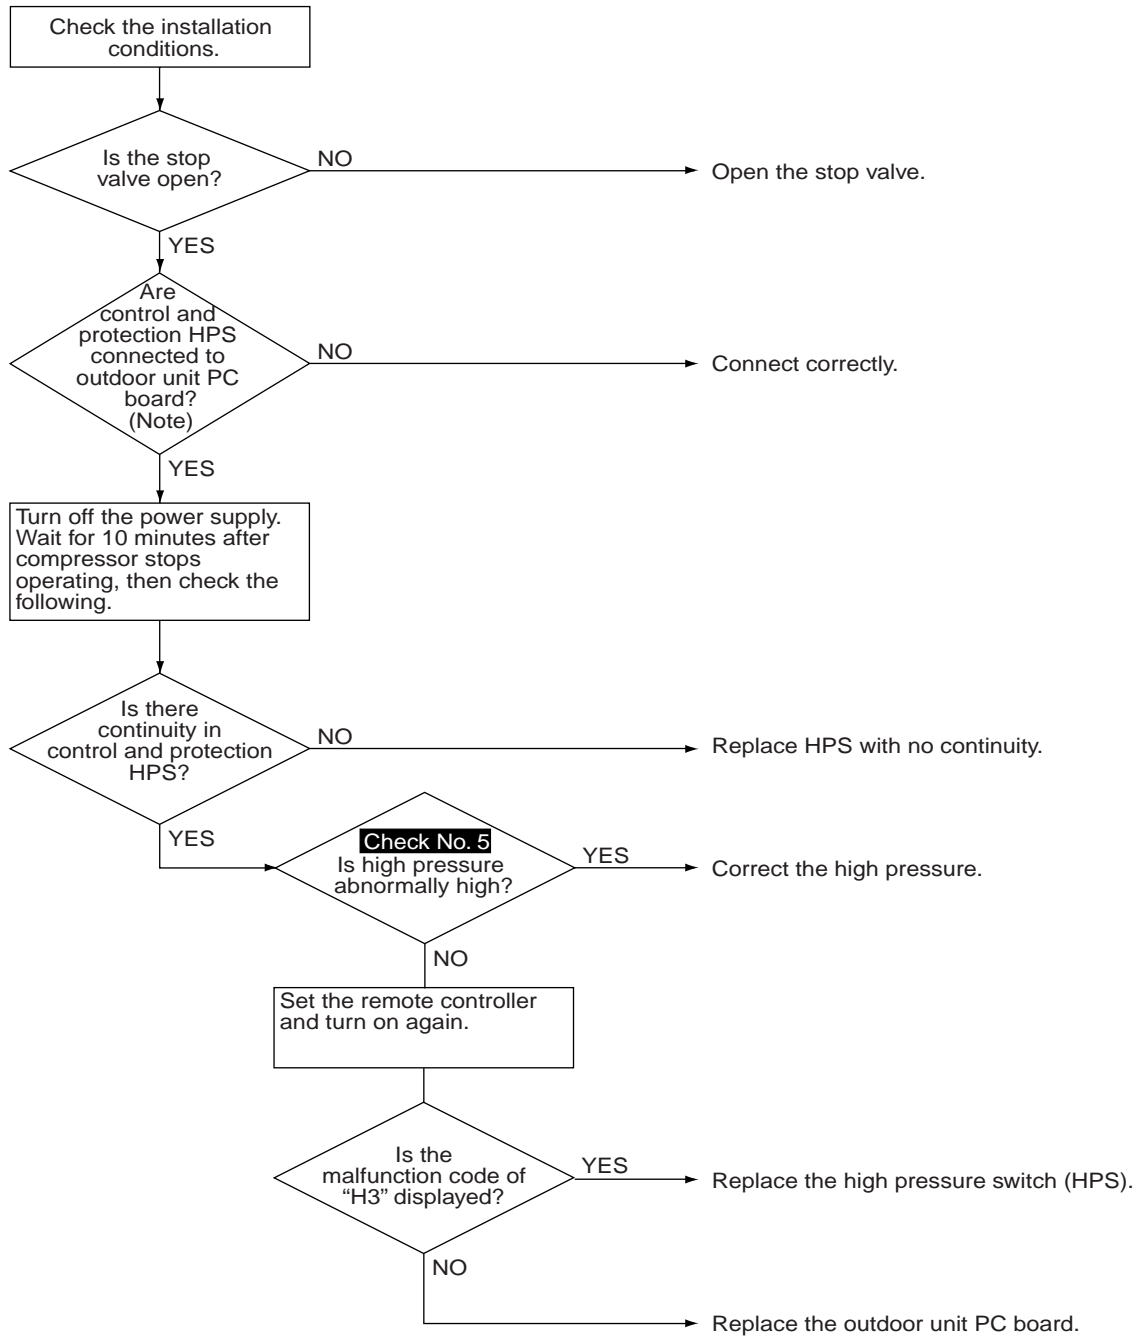 Check the installation
conditions.
Is the stop
valve open?
NO
Open the stop valve.
YES
Are
control and
protection HPS
connected to
outdoor unit PC
board?
(Note)
NO
Connect correctly.
YES
Turn off the power supply.
Wait for 10 minutes after
compressor stops
operating, then check the
following.
Is there
continuity in
control and protection
HPS?
NO
Replace HPS with no continuity.
YES
Check No. 5
Is high pressure
abnormally high?
YES
Correct the high pressure.
NO
Set the remote controller
and turn on again.
Is the
malfunction code of
“H3” displayed?
YES
Replace the high pressure switch (HPS).
NO
Replace the outdoor unit PC board.